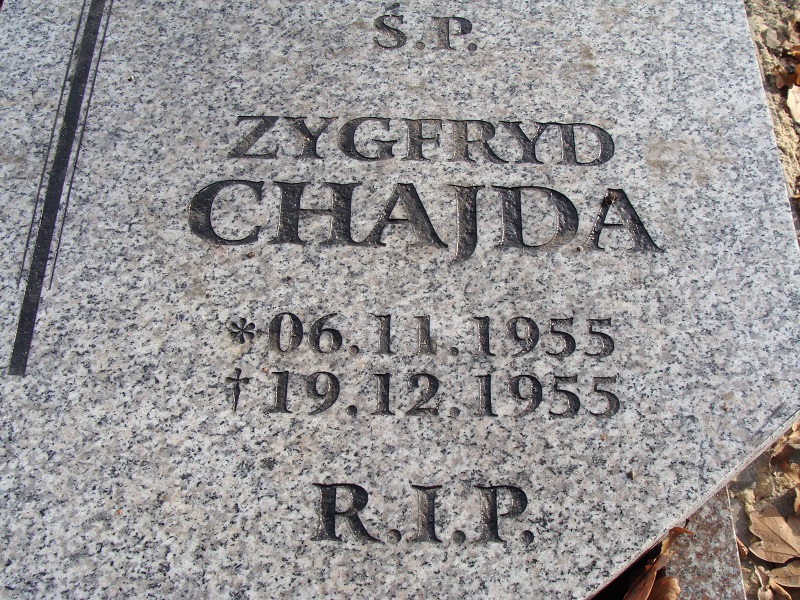 Ś.P.
ZYGFRYD
CHAJDA
*06.11.1955
†19.12.1955
R.I.P.